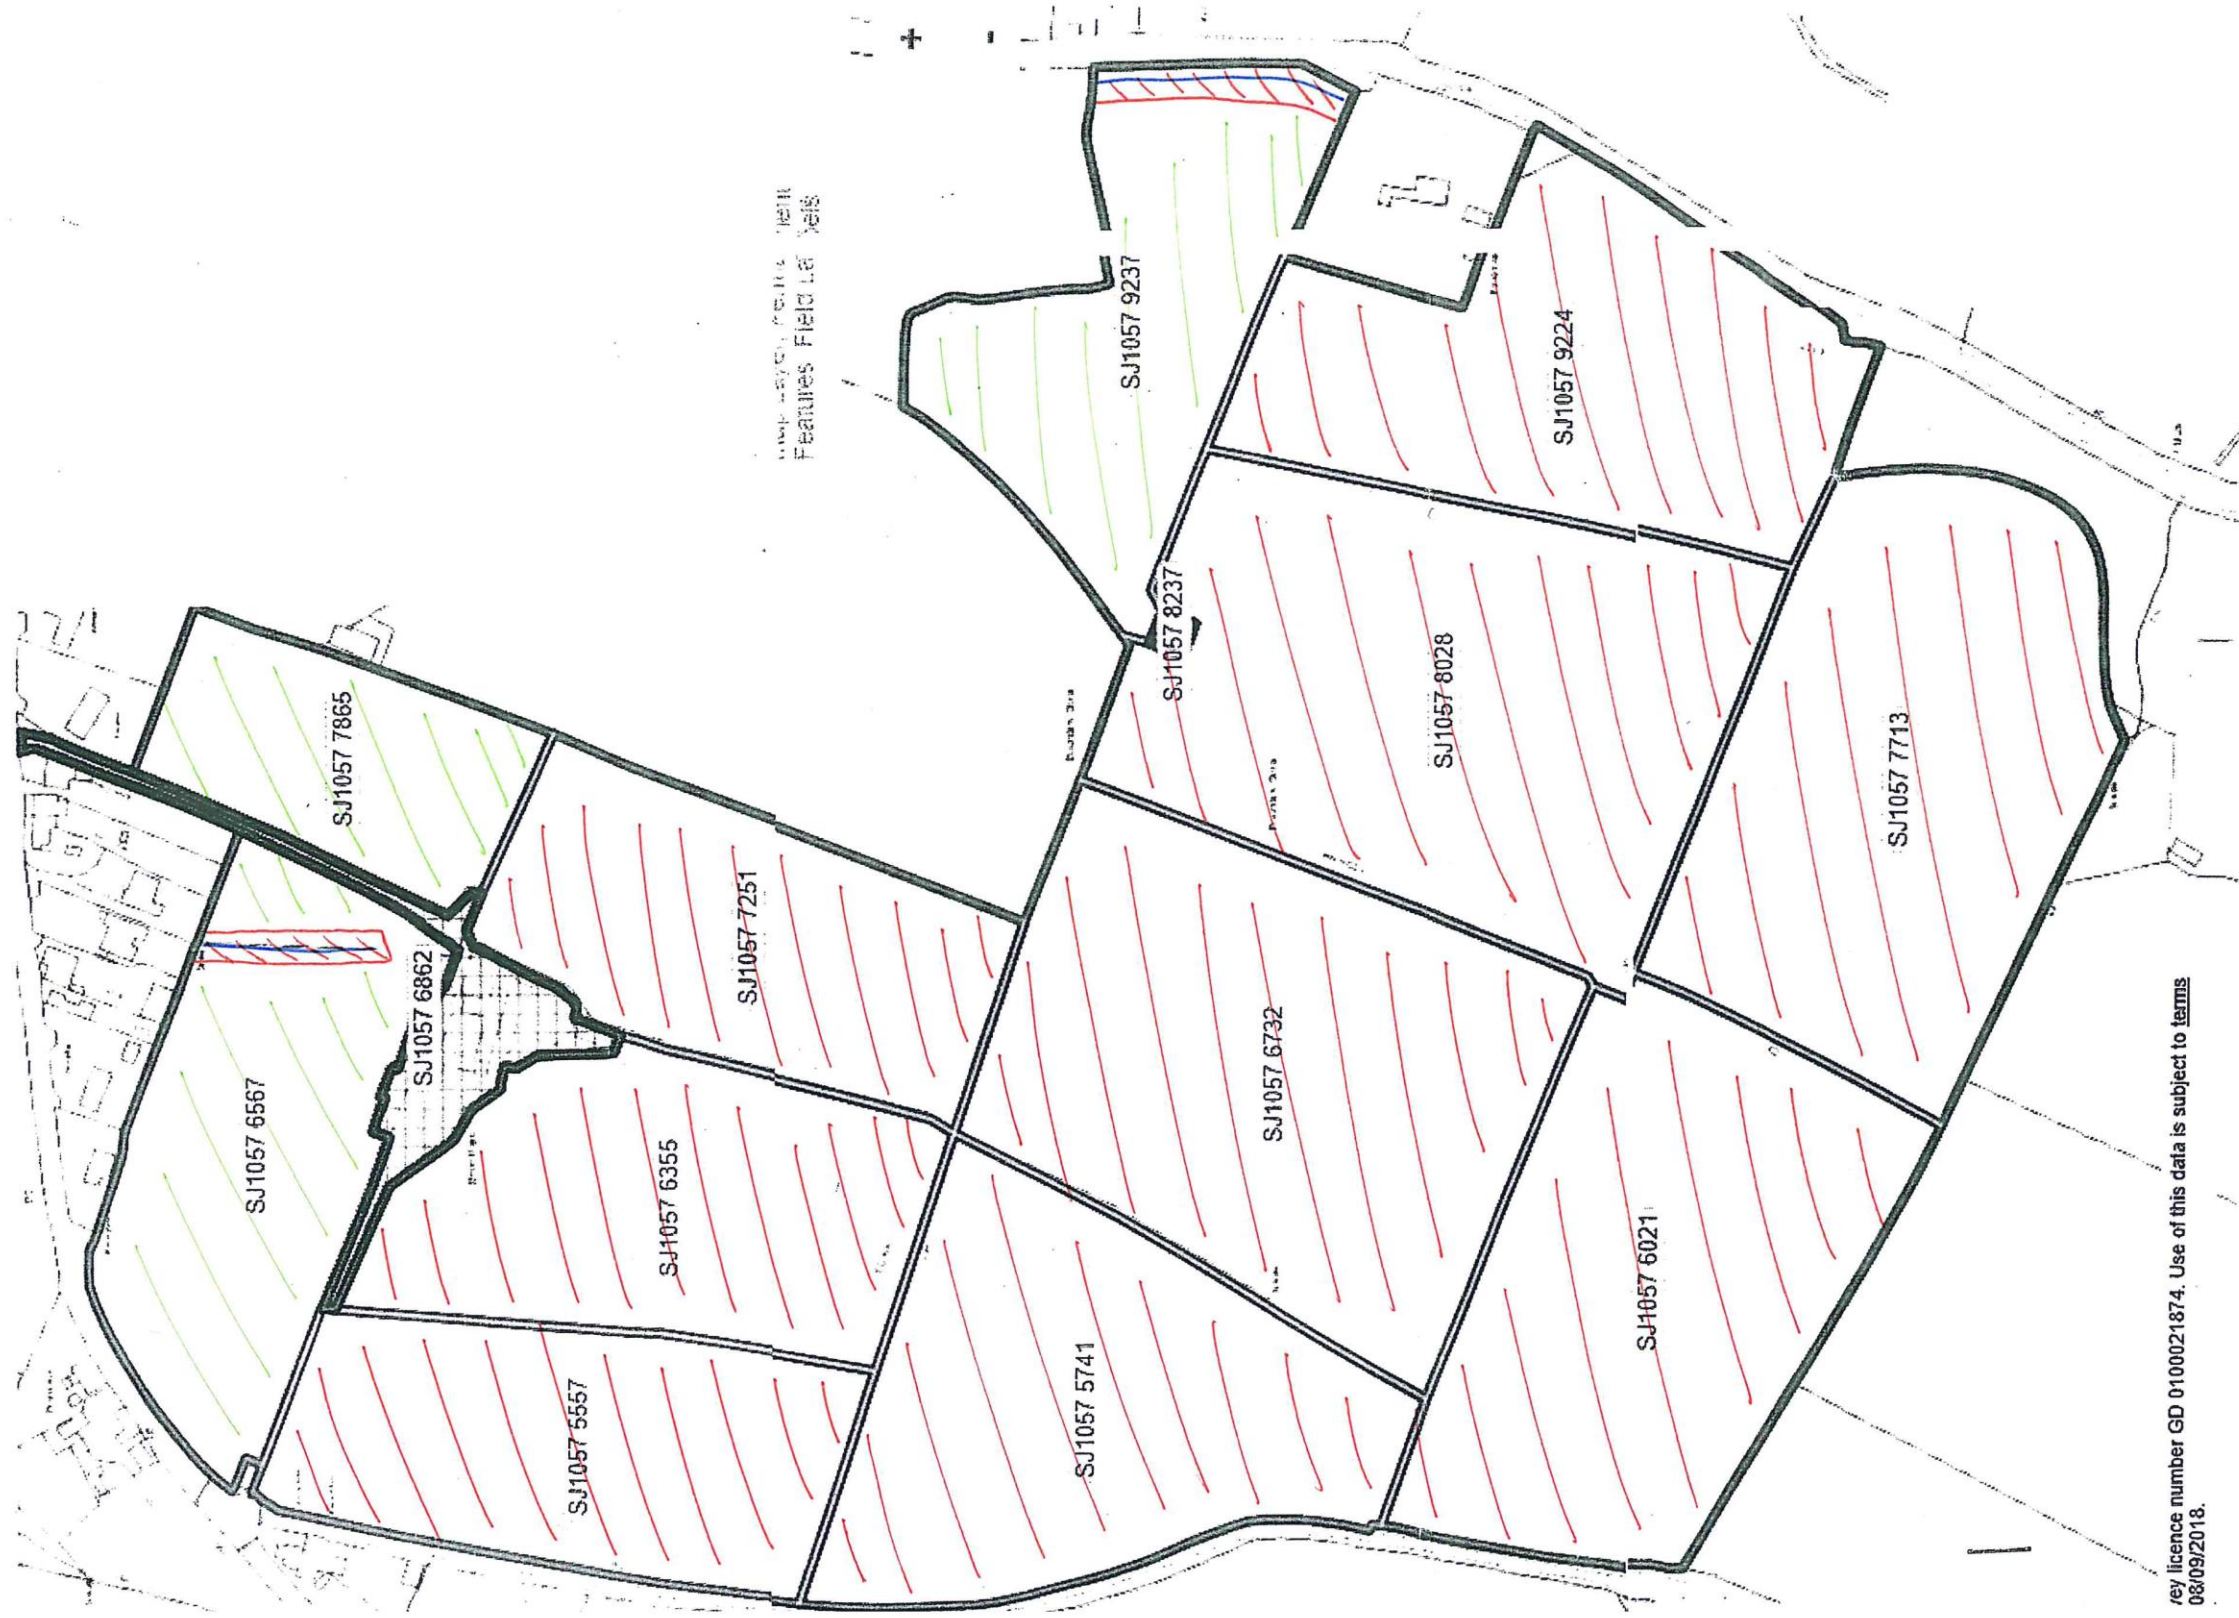 Features Field
SJ1057 9237
SJ1057 7865
SJ1057 9224
SJ1057 8237
SJ1057 8028
SJ1057 7713
SJ1057 7251
SJ1057 6862
SJ1057 6567
SJ1057 6732
SJ1057 6355
SJ1057 6021
SJ1057 5741
SJ1057 5557
ey licence number GD 0100021874. Use of this data is subject to terms
08/09/2018.